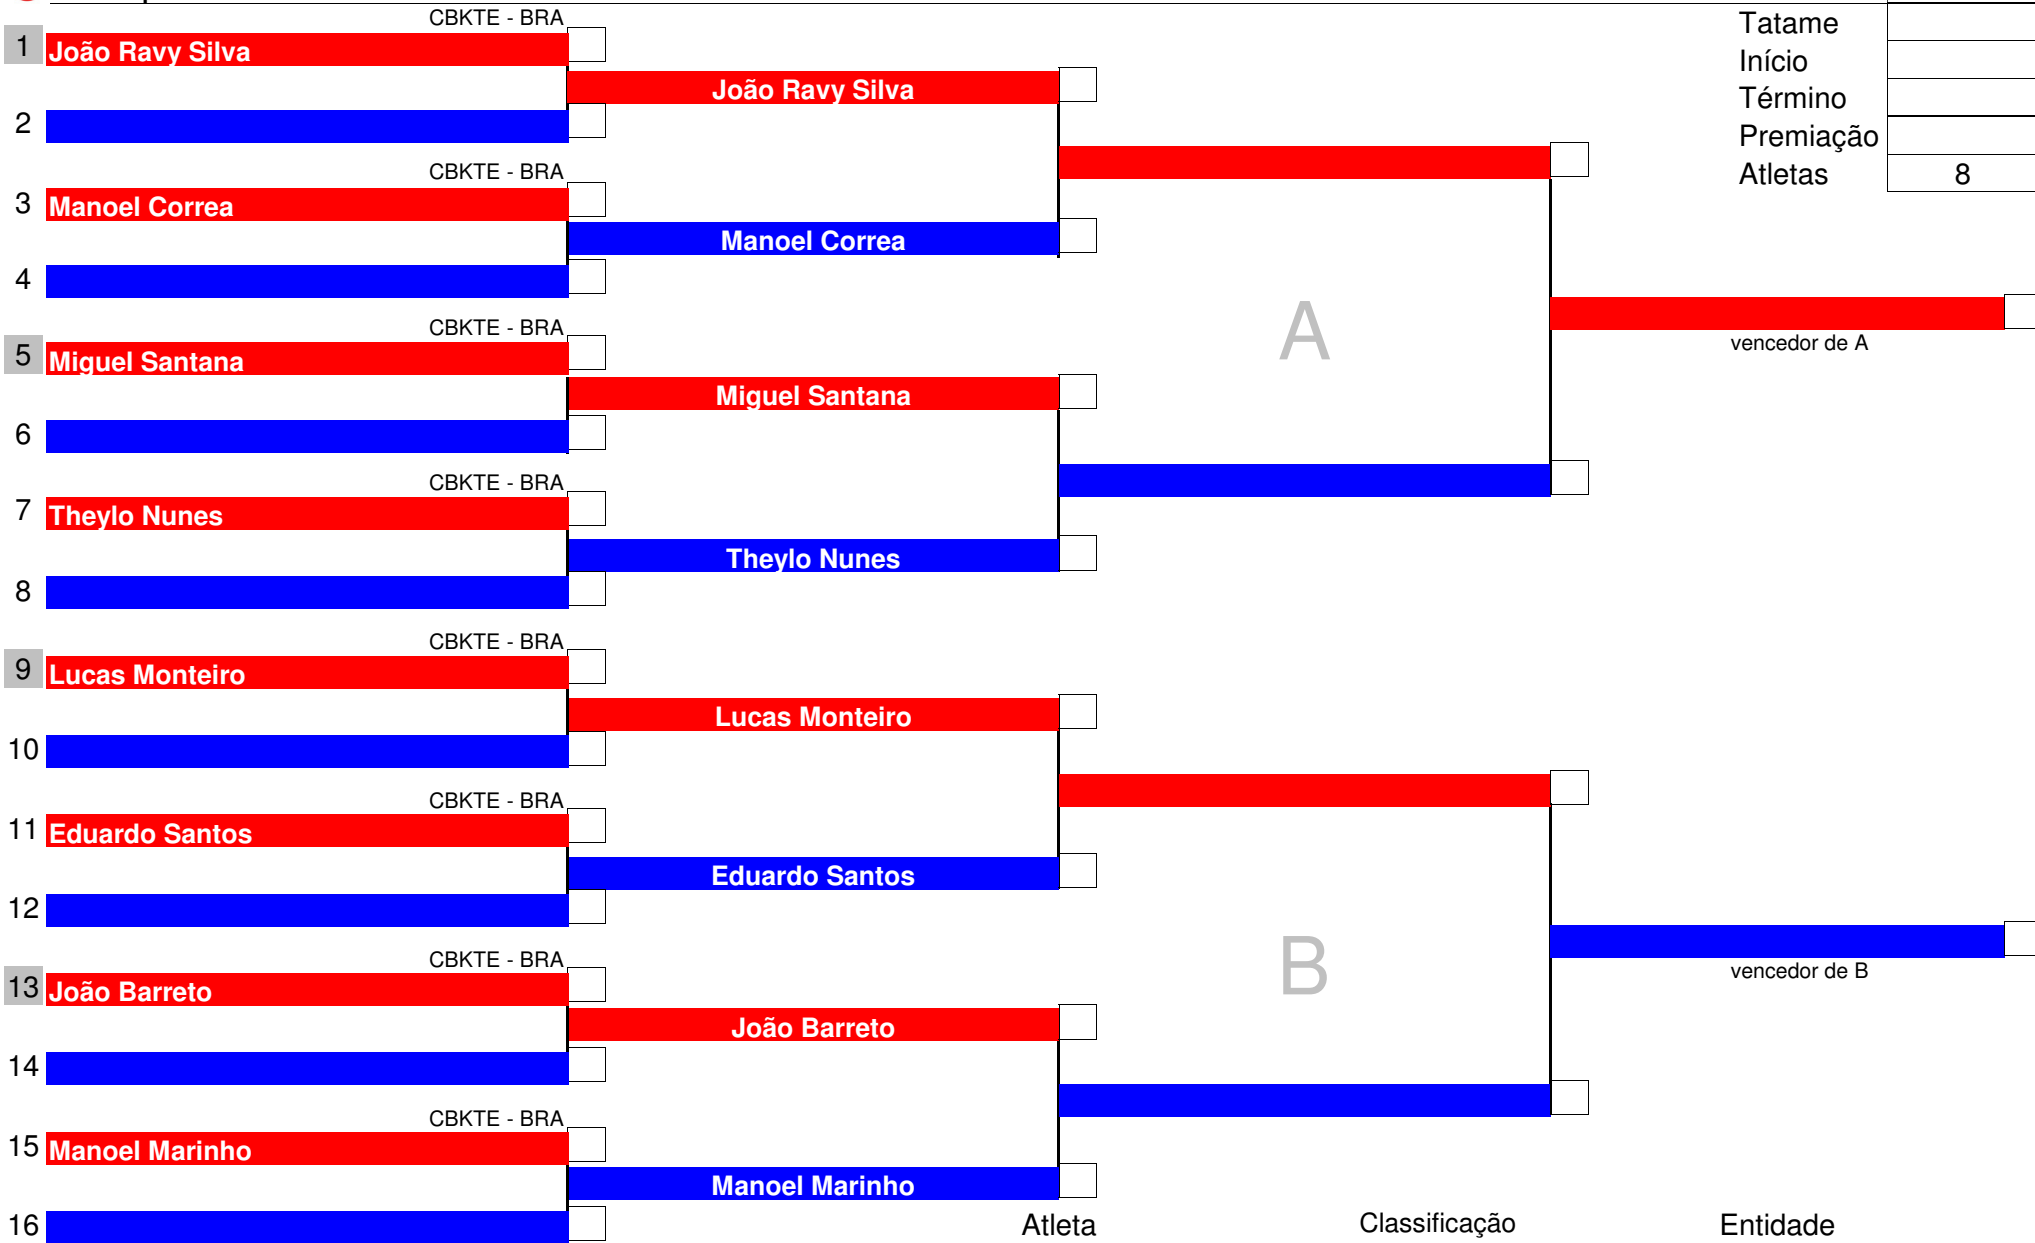 CBKTE - BRA
Tatame
1 João Ravy Silva
Início
João Ravy Silva
Término
2
Premiação
CBKTE - BRA
Atletas 8
3 Manoel Correa
Manoel Correa
4
CBKTE - BRA
A
vencedor de A
5 Miguel Santana
Miguel Santana
6
CBKTE - BRA
7 Theylo Nunes
Theylo Nunes
8
CBKTE - BRA
9 Lucas Monteiro
Lucas Monteiro
10
CBKTE - BRA
11 Eduardo Santos
Eduardo Santos
12
CBKTE - BRA
B
vencedor de B
13 João Barreto
João Barreto
14
CBKTE - BRA
15 Manoel Marinho
Manoel Marinho
16
Atleta Classificação Entidade